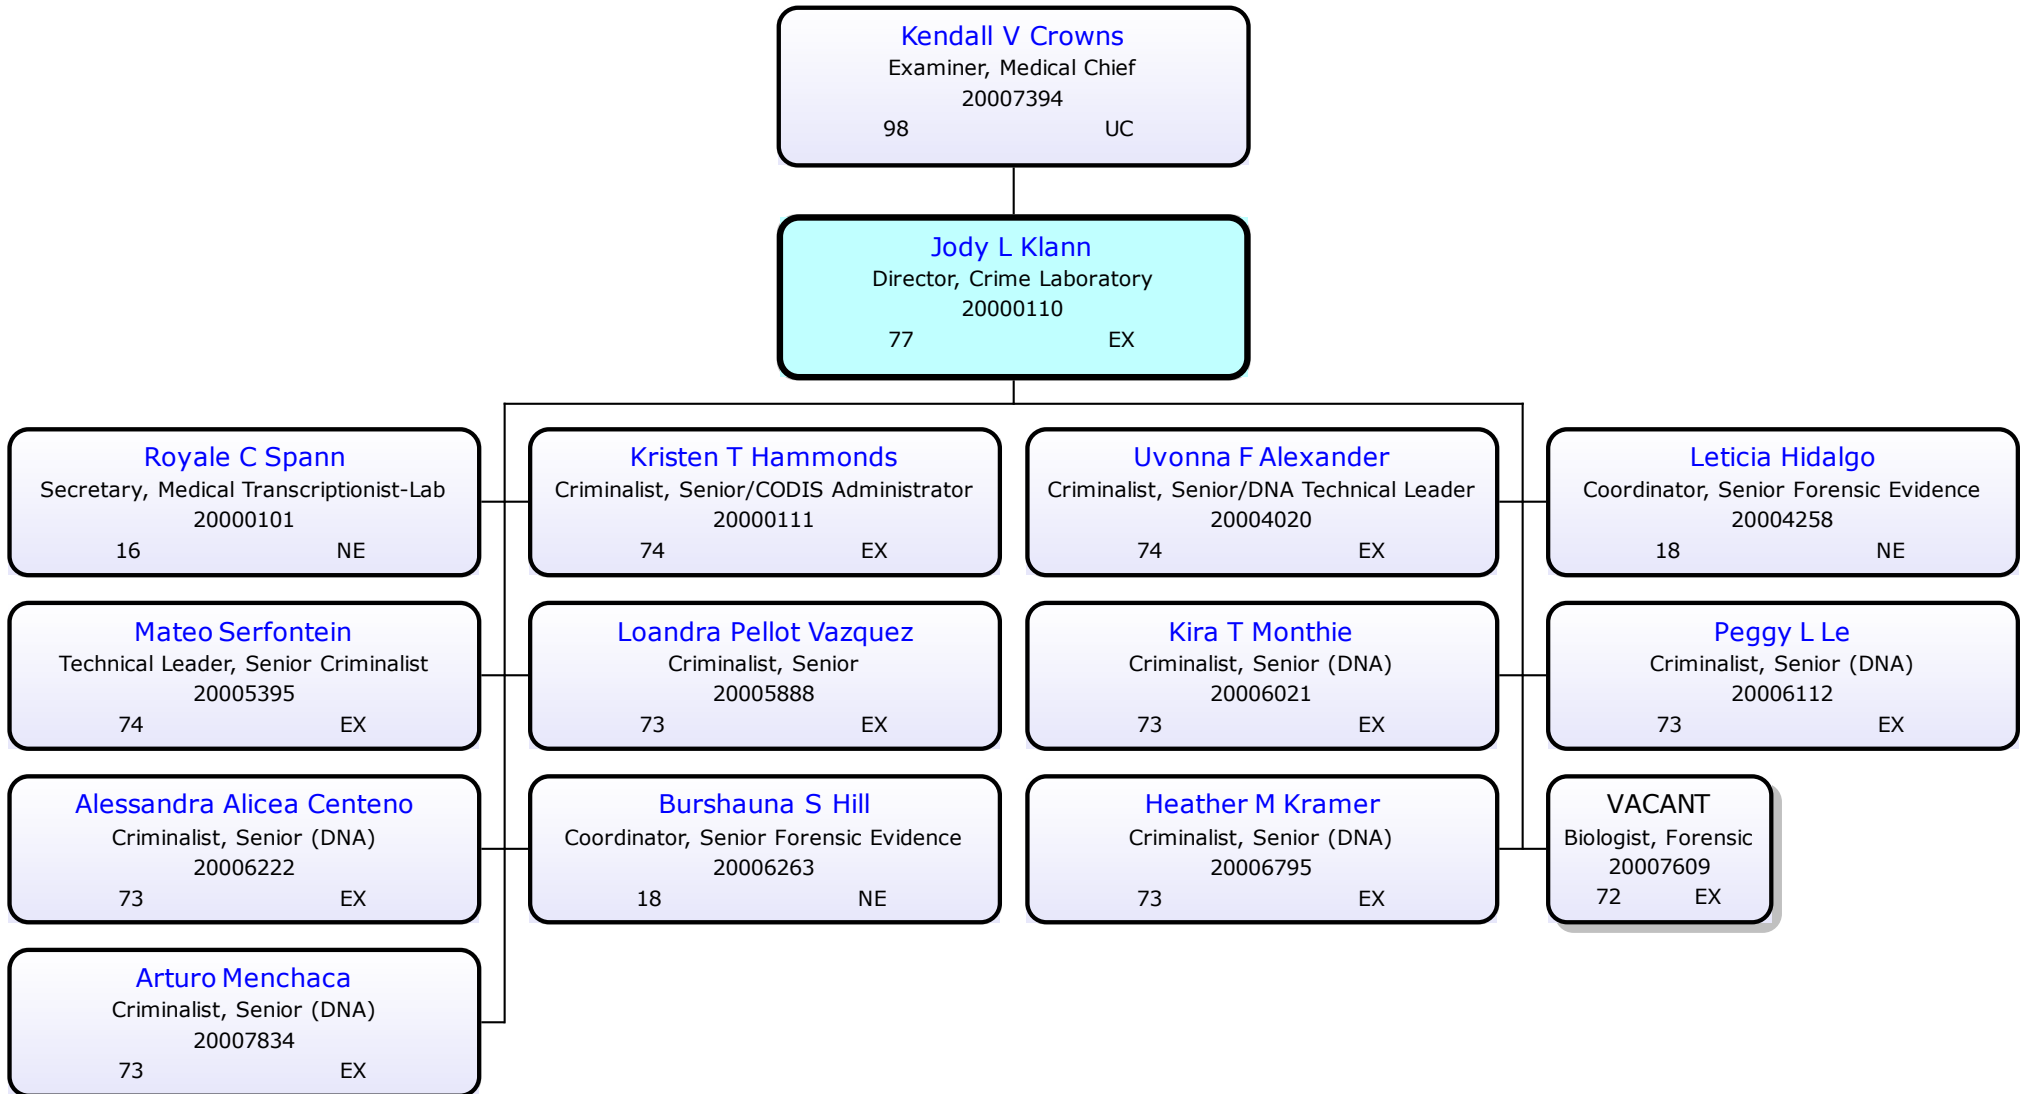 Kendall V Crowns
Examiner, Medical Chief
20007394
98 UC
Jody L Klann
Director, Crime Laboratory
20000110
77 EX
Royale C Spann
Secretary, Medical Transcriptionist-Lab
20000101
16 NE
Kristen T Hammonds
Criminalist, Senior/CODIS Administrator
20000111
74 EX
Uvonna F Alexander
Criminalist, Senior/DNA Technical Leader
20004020
74 EX
Leticia Hidalgo
Coordinator, Senior Forensic Evidence
20004258
18 NE
Mateo Serfontein
Technical Leader, Senior Criminalist
20005395
74 EX
Loandra Pellot Vazquez
Criminalist, Senior
20005888
73 EX
Kira T Monthie
Criminalist, Senior (DNA)
20006021
73 EX
Peggy L Le
Criminalist, Senior (DNA)
20006112
73 EX
Alessandra Alicea Centeno
Criminalist, Senior (DNA)
20006222
73 EX
Burshauna S Hill
Coordinator, Senior Forensic Evidence
20006263
18 NE
Heather M Kramer
Criminalist, Senior (DNA)
20006795
73 EX
VACANT
Biologist, Forensic
20007609
72 EX
Arturo Menchaca
Criminalist, Senior (DNA)
20007834
73 EX